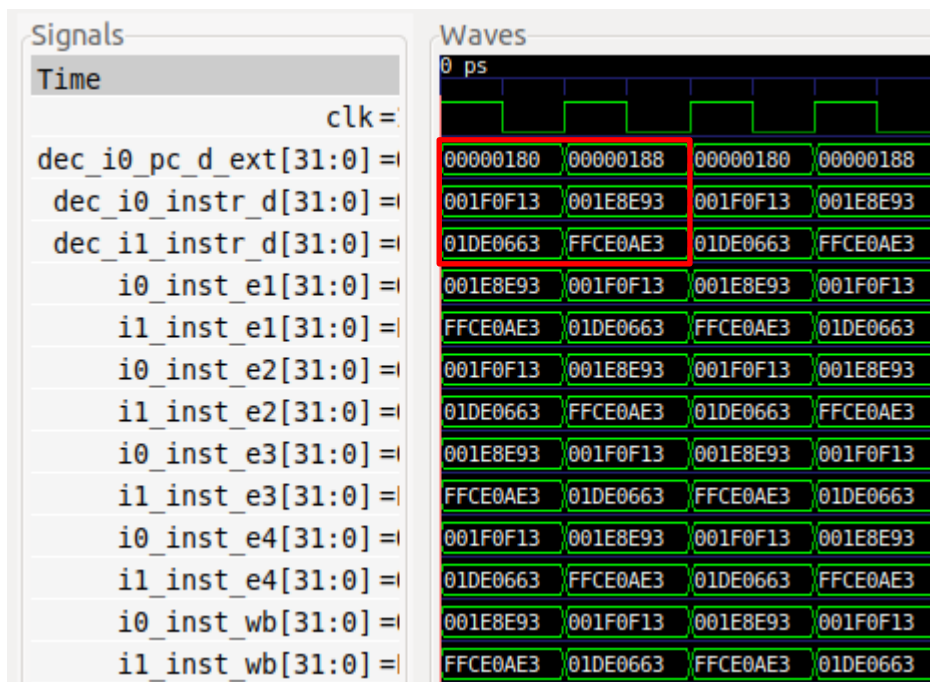 Signals Waves
Time 0 ps
clk=
dec_i0_pc_d_ext[31:0]= 00000180 00000188 00000180 00000188
dec_i0_instr_d[31:0]= 001F0F13 001E8E93 001F0F13 001E8E93
dec_i1_instr_d[31:0]= 01DE0663 FFCE0AE3 01DE0663 FFCE0AE3
i0_inst_e1[31:0]= 001E8E93 001F0F13 001E8E93 001F0F13
i1_inst_e1[31:0]= FFCE0AE3 01DE0663 FFCE0AE3 01DE0663
i0_inst_e2[31:0]= 001F0F13 001E8E93 001F0F13 001E8E93
i1_inst_e2[31:0]= 01DE0663 FFCE0AE3 01DE0663 FFCE0AE3
i0_inst_e3[31:0]= 001E8E93 001F0F13 001E8E93 001F0F13
i1_inst_e3[31:0]= FFCE0AE3 01DE0663 FFCE0AE3 01DE0663
i0_inst_e4[31:0]= 001F0F13 001E8E93 001F0F13 001E8E93
i1_inst_e4[31:0]= 01DE0663 FFCE0AE3 01DE0663 FFCE0AE3
i0_inst_wb[31:0]= 001E8E93 001F0F13 001E8E93 001F0F13
i1_inst_wb[31:0]= FFCE0AE3 01DE0663 FFCE0AE3 01DE0663